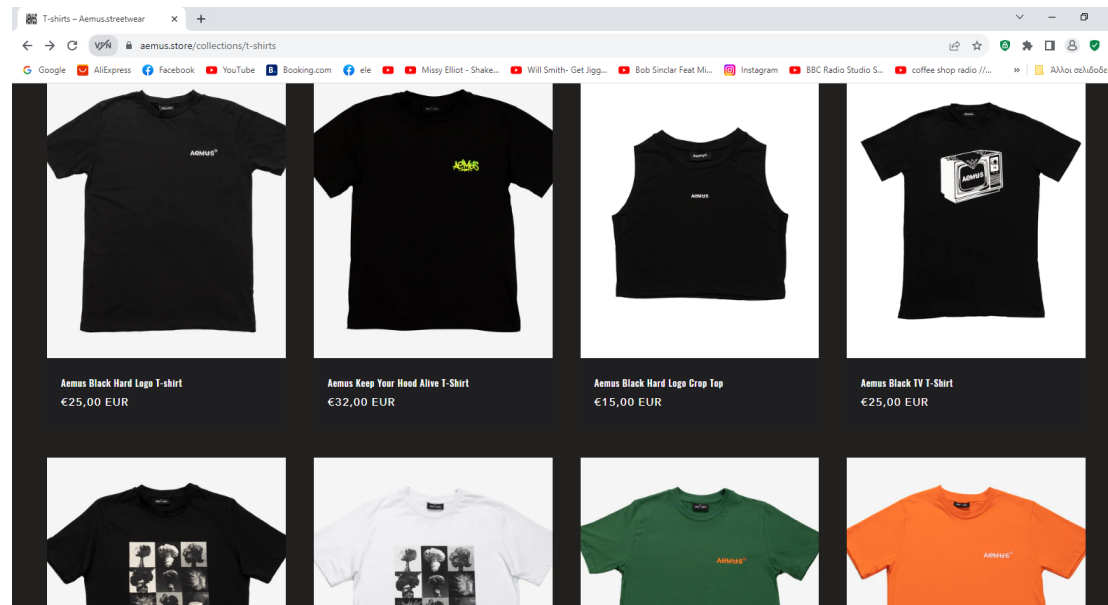 T-shirts – Aemus.streetwear
VPN
aemus.store/collections/t-shirts
Google AliExpress Facebook YouTube B. Booking.com ele Missy Elliot - Shake... Will Smith- Get Jigg... Bob Sinclar Feat Mi... Instagram BBC Radio Studio S... coffee shop radio //... » Άλλοι σελιδοδε
AEMUS
AEMUS
Aemus
AEMUS
AEMUS
Aemus Black Hard Logo T-shirt
€25,00 EUR
Aemus Keep Your Hood Alive T-Shirt
€32,00 EUR
Aemus Black Hard Logo Crop Top
€15,00 EUR
Aemus Black TV T-Shirt
€25,00 EUR
AEMUS
AEMUS